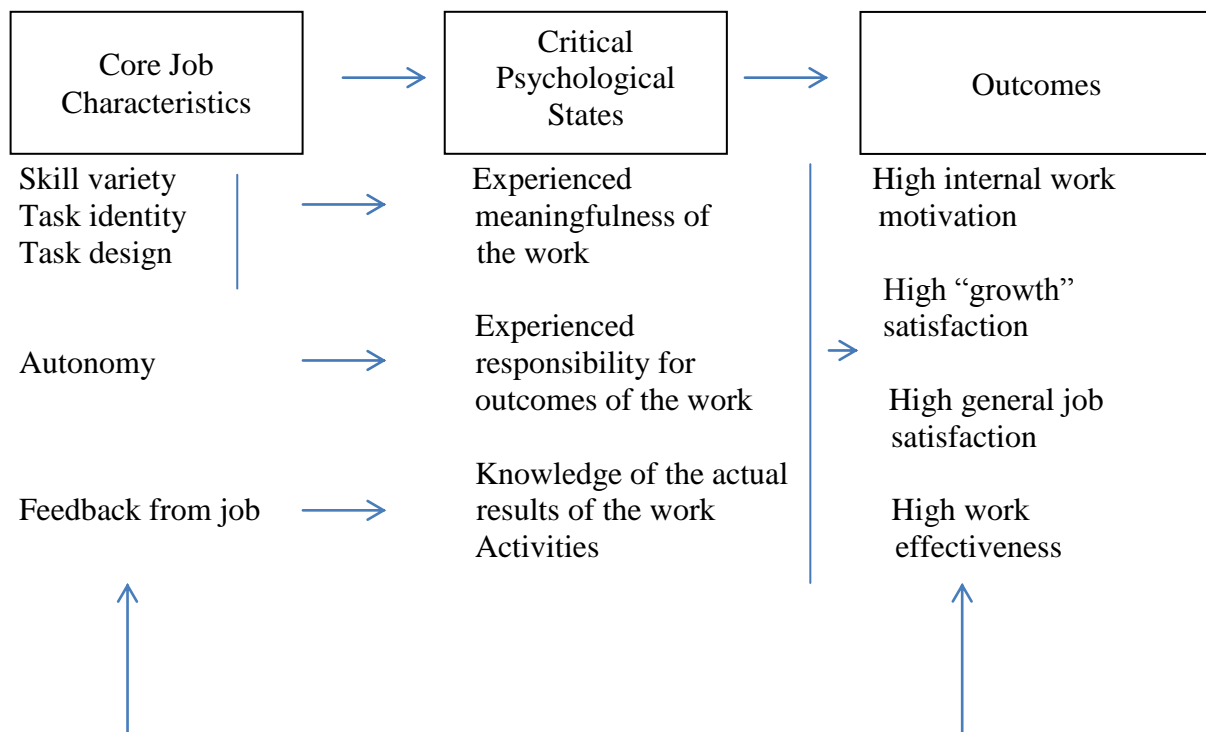 Core Job
Characteristics
Critical
Psychological
States
Outcomes
Skill variety
Task identity
Task design
Experienced
meaningfulness of
the work
High internal work
motivation
High “growth”
satisfaction
Autonomy
Experienced
responsibility for
outcomes of the work
High general job
satisfaction
Feedback from job
Knowledge of the actual
results of the work
Activities
High work
effectiveness